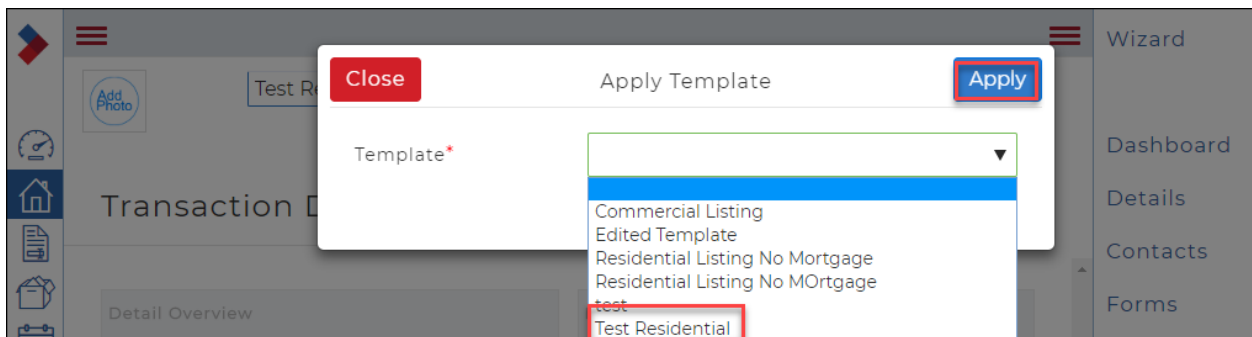 Wizard
Close
Apply Template
Apply
Add
Photo
Test Re
Template*
Dashboard
Transaction D
Details
Commercial Listing
Edited Template
Residential Listing No Mortgage
Residential Listing No MOrtgage
test
Test Residential
Contacts
Detail Overview
Forms